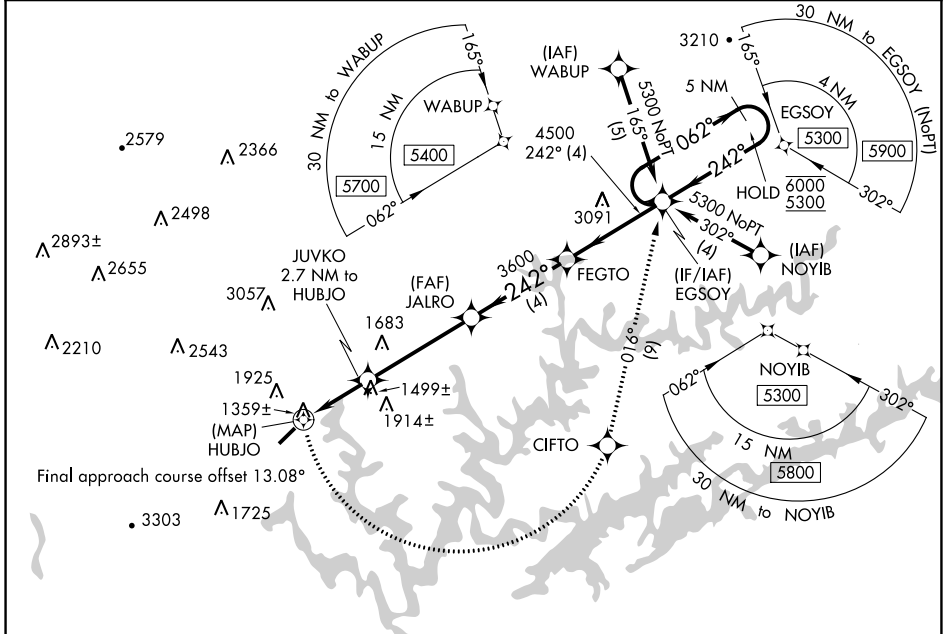 30 NM to WABUP
15 NM
165°
WABUP
5400
5700
062°
(IAF)
WABUP
5300 NoPT
165°
(5)
3210
5 NM
062°
242°
HOLD
6000
5300
30 NM to EGSOY (NoPT)
165°
4 NM
EGSOY
5300
5900
302°
2579
2366
4500
242° (4)
3091
5300 NoPT
302°
(4)
(IAF)
NOYIB
(IF/IAF)
EGSOY
2498
2893±
2655
3057
JUVKO
2.7 NM to
HUBJO
(FAF)
JALRO
3600
242°
(4)
FEGTO
2210
2543
1683
1925
1499±
1359±
1914±
(MAP)
HUBJO
016°
(9)
CIFTO
NOYIB
5300
062°
302°
15 NM
5800
30 NM to NOYIB
Final approach course offset 13.08°
3303
1725